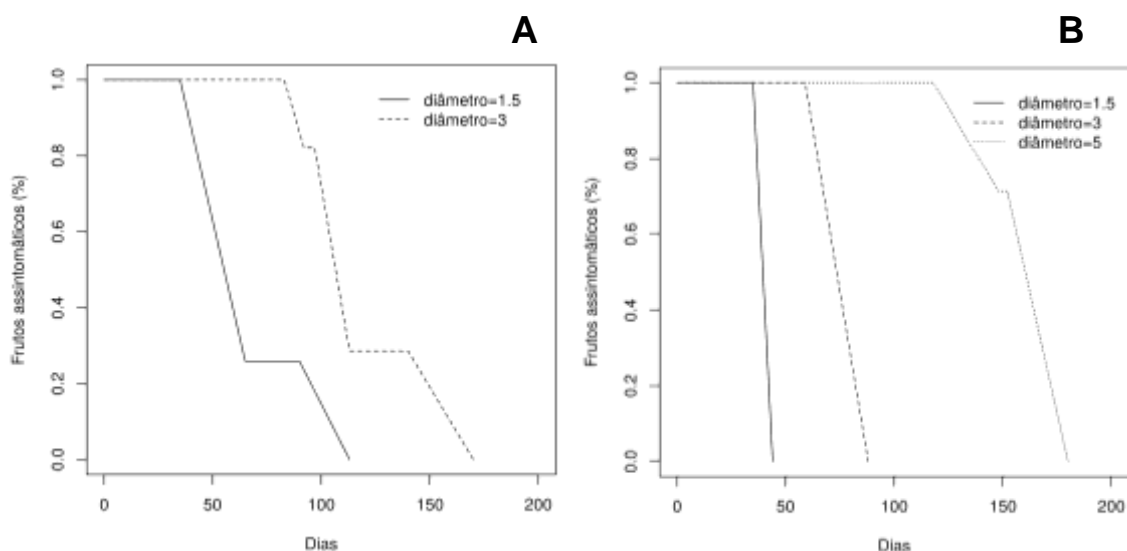 A
1.0
0.8
0.6
0.4
0.2
0.0
Frutos assintomáticos (%)
diâmetro=1.5
diâmetro=3
0
50
100
150
200
Dias
B
1.0
0.8
0.6
0.4
0.2
0.0
Frutos assintomáticos (%)
diâmetro=1.5
diâmetro=3
diâmetro=5
0
50
100
150
200
Dias